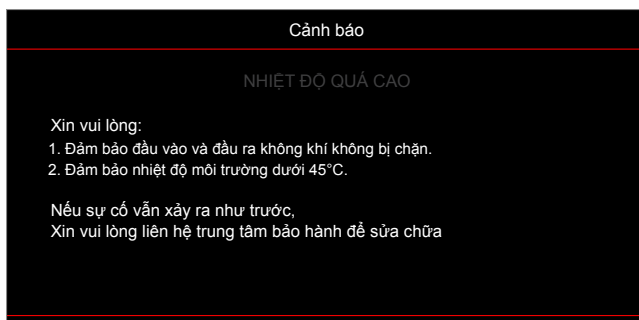 Cảnh báo
NHIỆT ĐỘ QUÁ CAO
Xin vui lòng:
1. Đảm bảo đầu vào và đầu ra không khí không bị chặn.
2. Đảm bảo nhiệt độ môi trường dưới 45°C.
Nếu sự cố vẫn xảy ra như trước,
Xin vui lòng liên hệ trung tâm bảo hành để sửa chữa